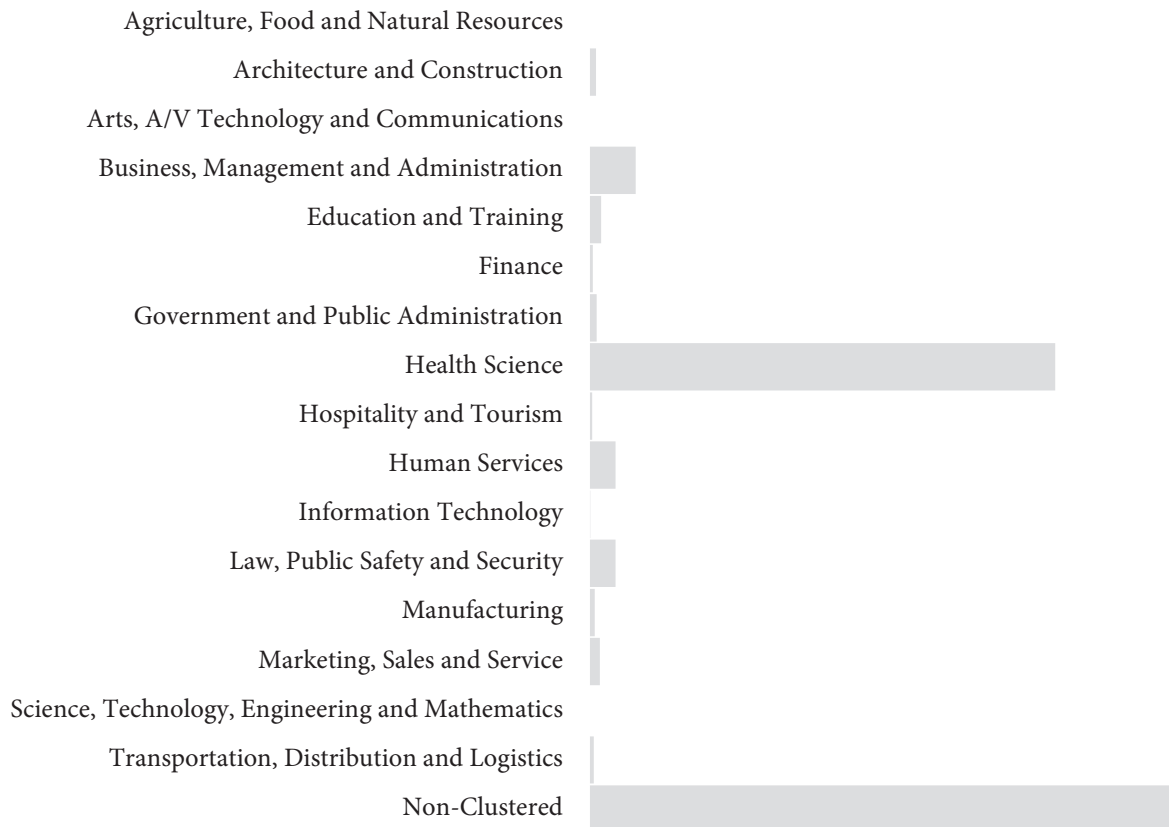 Agriculture, Food and Natural Resources
Architecture and Construction
Arts, A/V Technology and Communications
Business, Management and Administration
Education and Training
Finance
Government and Public Administration
Health Science
Hospitality and Tourism
Human Services
Information Technology
Law, Public Safety and Security
Manufacturing
Marketing, Sales and Service
Science, Technology, Engineering and Mathematics
Transportation, Distribution and Logistics
Non-Clustered